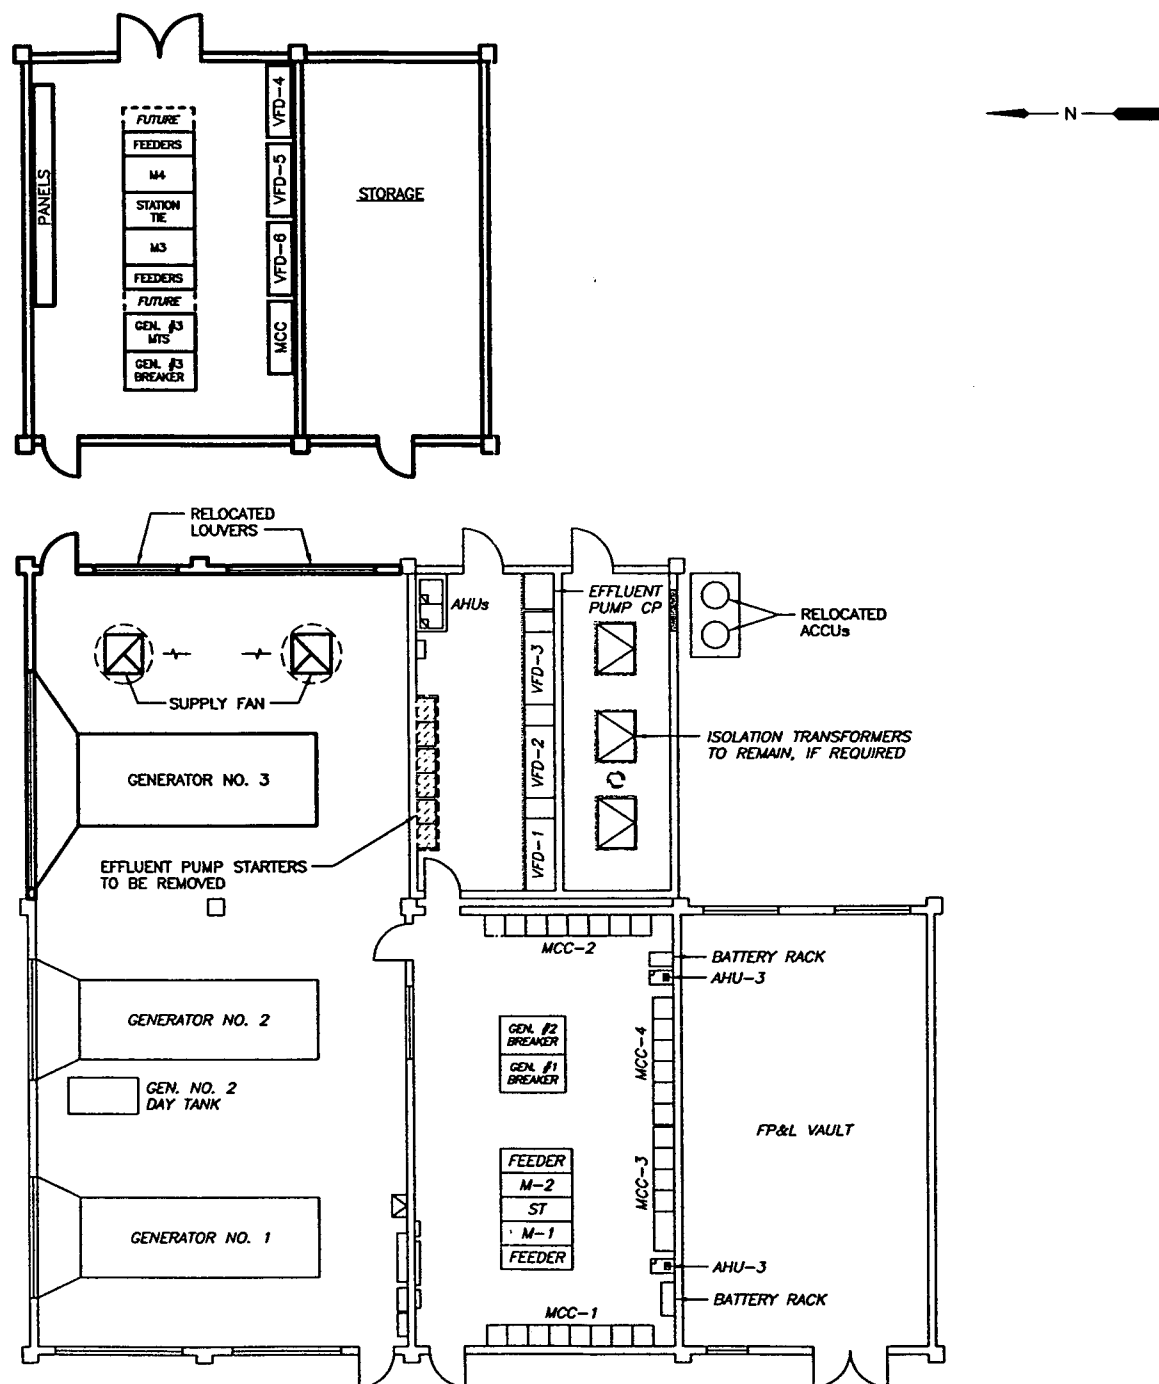 N
FUTURE
FEEDERS
M4
STATION
TIE
M3
FEEDERS
FUTURE
GEN. #3
MTS
GEN. #3
BREAKER
PANELS
VFD-4
VFD-5
VFD-6
MCC
STORAGE
RELOCATED
LOUVERS
AHUs
EFFLUENT
PUMP CP
RELOCATED
ACCUs
SUPPLY FAN
VFD-3
VFD-2
VFD-1
ISOLATION TRANSFORMERS
TO REMAIN, IF REQUIRED
GENERATOR NO. 3
EFFLUENT PUMP STARTERS
TO BE REMOVED
MCC-2
BATTERY RACK
AHU-3
GENERATOR NO. 2
GEN. #2
BREAKER
GEN. #1
BREAKER
MCC-4
GEN. NO. 2
DAY TANK
FP&L VAULT
MCC-3
FEEDER
M-2
ST
M-1
FEEDER
GENERATOR NO. 1
AHU-3
BATTERY RACK
MCC-1